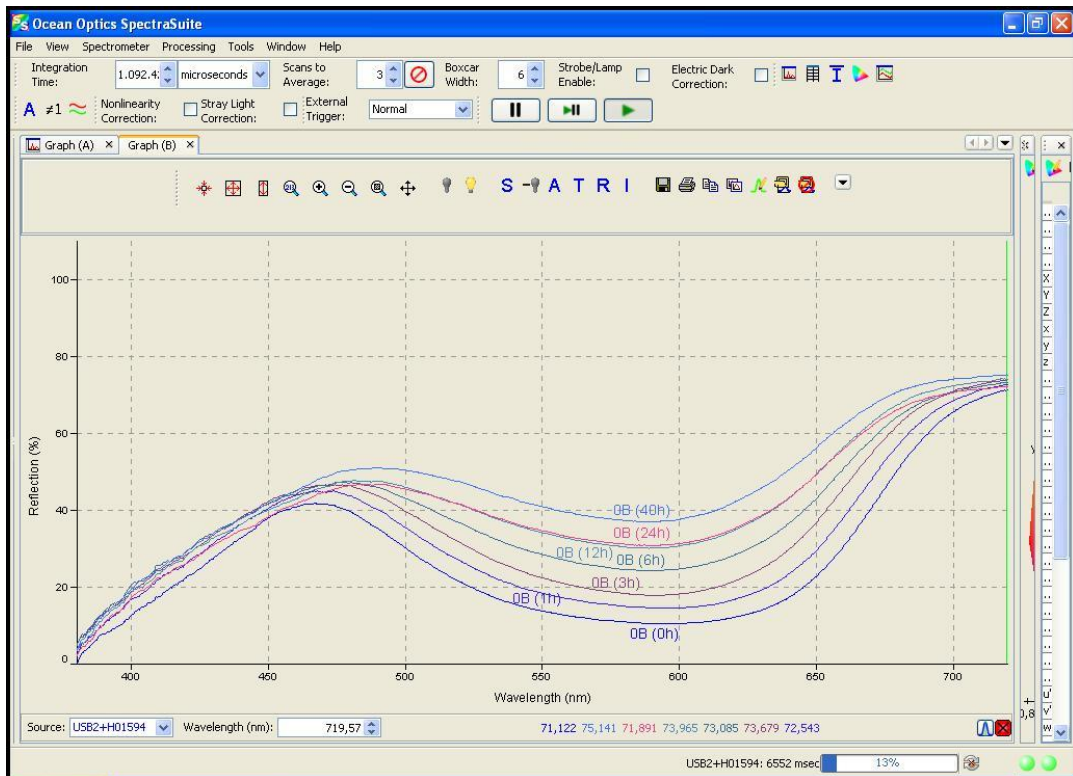 Ocean Optics SpectraSuite
File View Spectrometer Processing Tools Window Help
Integration Time: 1.092.4 microseconds Scans to Average: 3 Boxcar Width: 6 Strobe/Lamp Enable: Electric Dark Correction:
A ≠1 Nonlinearity Correction: Stray Light Correction: External Trigger: Normal
Graph (A) × Graph (B) ×
S A T R I
X
Y
Z
x
y
z
u'
v'
w
100
80
60
40
20
0
Reflection (%)
0B (40h)
0B (24h)
0B (12h)
0B (6h)
0B (3h)
0B (1h)
0B (0h)
400 450 500 550 600 650 700
Wavelength (nm)
0,8
Source: USB2+H01594 Wavelength (nm): 719,57 71,122 75,141 71,891 73,965 73,085 73,679 72,543
USB2+H01594: 6552 msec 13%